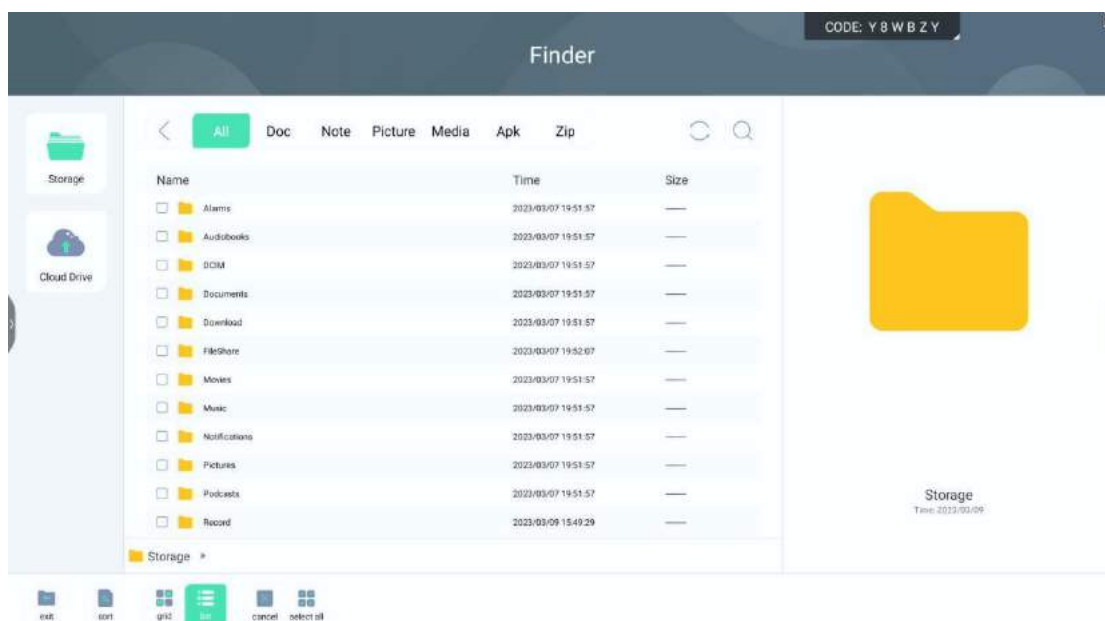 CODE: Y 8 W B Z Y
Finder
All Doc Note Picture Media Apk Zip
Storage
Cloud Drive
Name Time Size
Alarms 2023/03/07 19:51:57 ——
Audiobooks 2023/03/07 19:51:57 ——
DCIM 2023/03/07 19:51:57 ——
Documents 2023/03/07 19:51:57 ——
Download 2023/03/07 19:51:57 ——
FileShare 2023/03/07 19:52:07 ——
Movies 2023/03/07 19:51:57 ——
Music 2023/03/07 19:51:57 ——
Notifications 2023/03/07 19:51:57 ——
Pictures 2023/03/07 19:51:57 ——
Podcasts 2023/03/07 19:51:57 ——
Record 2023/03/09 15:49:29 ——
Storage
Time: 2023/03/09
Storage
exit sort grid list cancel select all